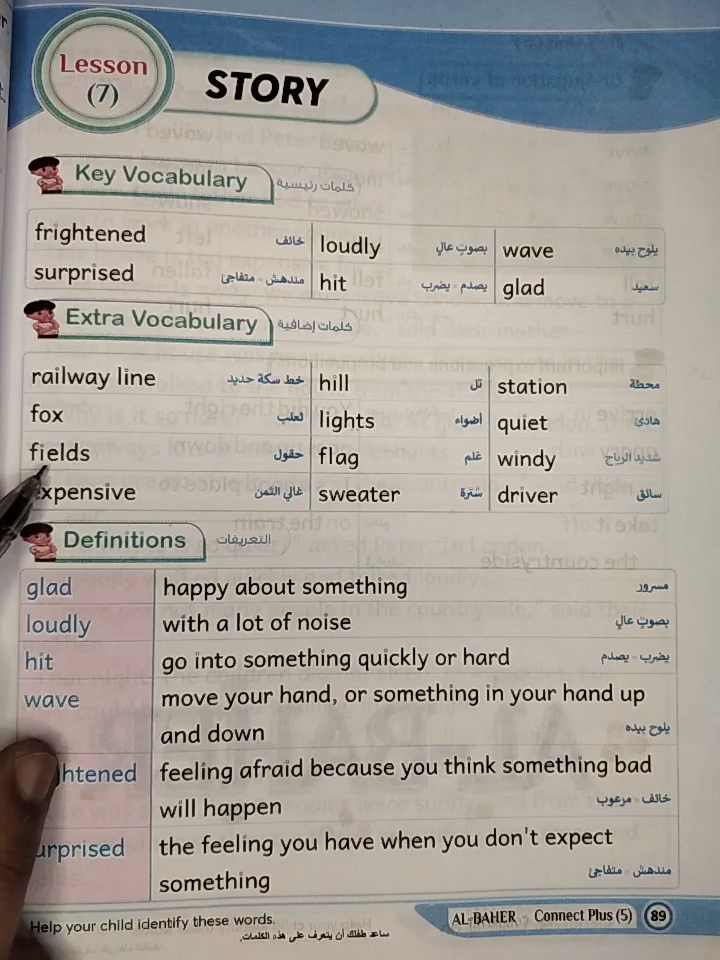 Lesson
(7)
STORY
Key Vocabulary كلمات رئيسية
frightened خائف
surprised مندهش - متفاجئ
loudly بصوتٍ عالٍ
hit يصدم - يضرب
wave يلوح بيده
glad سعيد
Extra Vocabulary كلمات إضافية
railway line خط سكة حديد
fox ثعلب
fields حقول
expensive غالي الثمن
hill تل
lights أضواء
flag عَلم
sweater سُترة
station محطة
quiet هادئ
windy شديد الرياح
driver سائق
Definitions التعريفات
glad happy about something مسرور
loudly with a lot of noise بصوتٍ عالٍ
hit go into something quickly or hard يضرب - يصدم
wave move your hand, or something in your hand up
and down يلوح بيده
htened feeling afraid because you think something bad
will happen خائف - مرعوب
urprised the feeling you have when you don't expect
something مندهش - متفاجئ
Help your child identify these words.
ساعد طفلك أن يتعرف على هذه الكلمات.
AL-BAHER - Connect Plus (5) 89